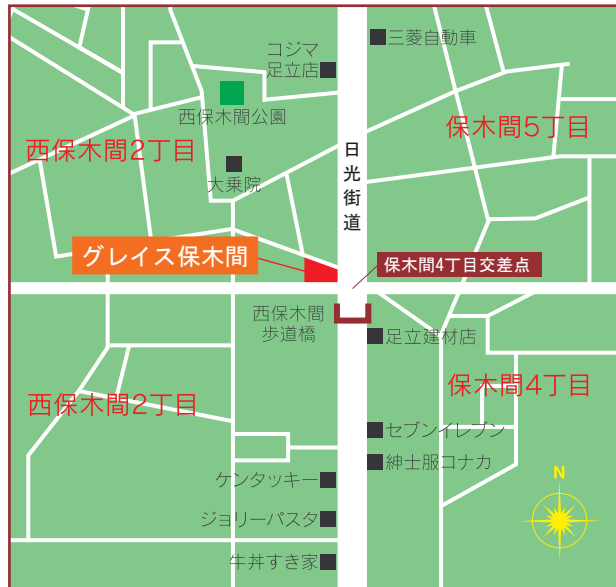 コジマ
足立店
三菱自動車
西保木間公園
西保木間2丁目
保木間5丁目
大乗院
日光街道
グレイス保木間
保木間4丁目交差点
西保木間
歩道橋
足立建材店
西保木間2丁目
保木間4丁目
セブンイレブン
紳士服コナカ
ケンタッキー
N
ジョリーパスタ
牛丼すき家